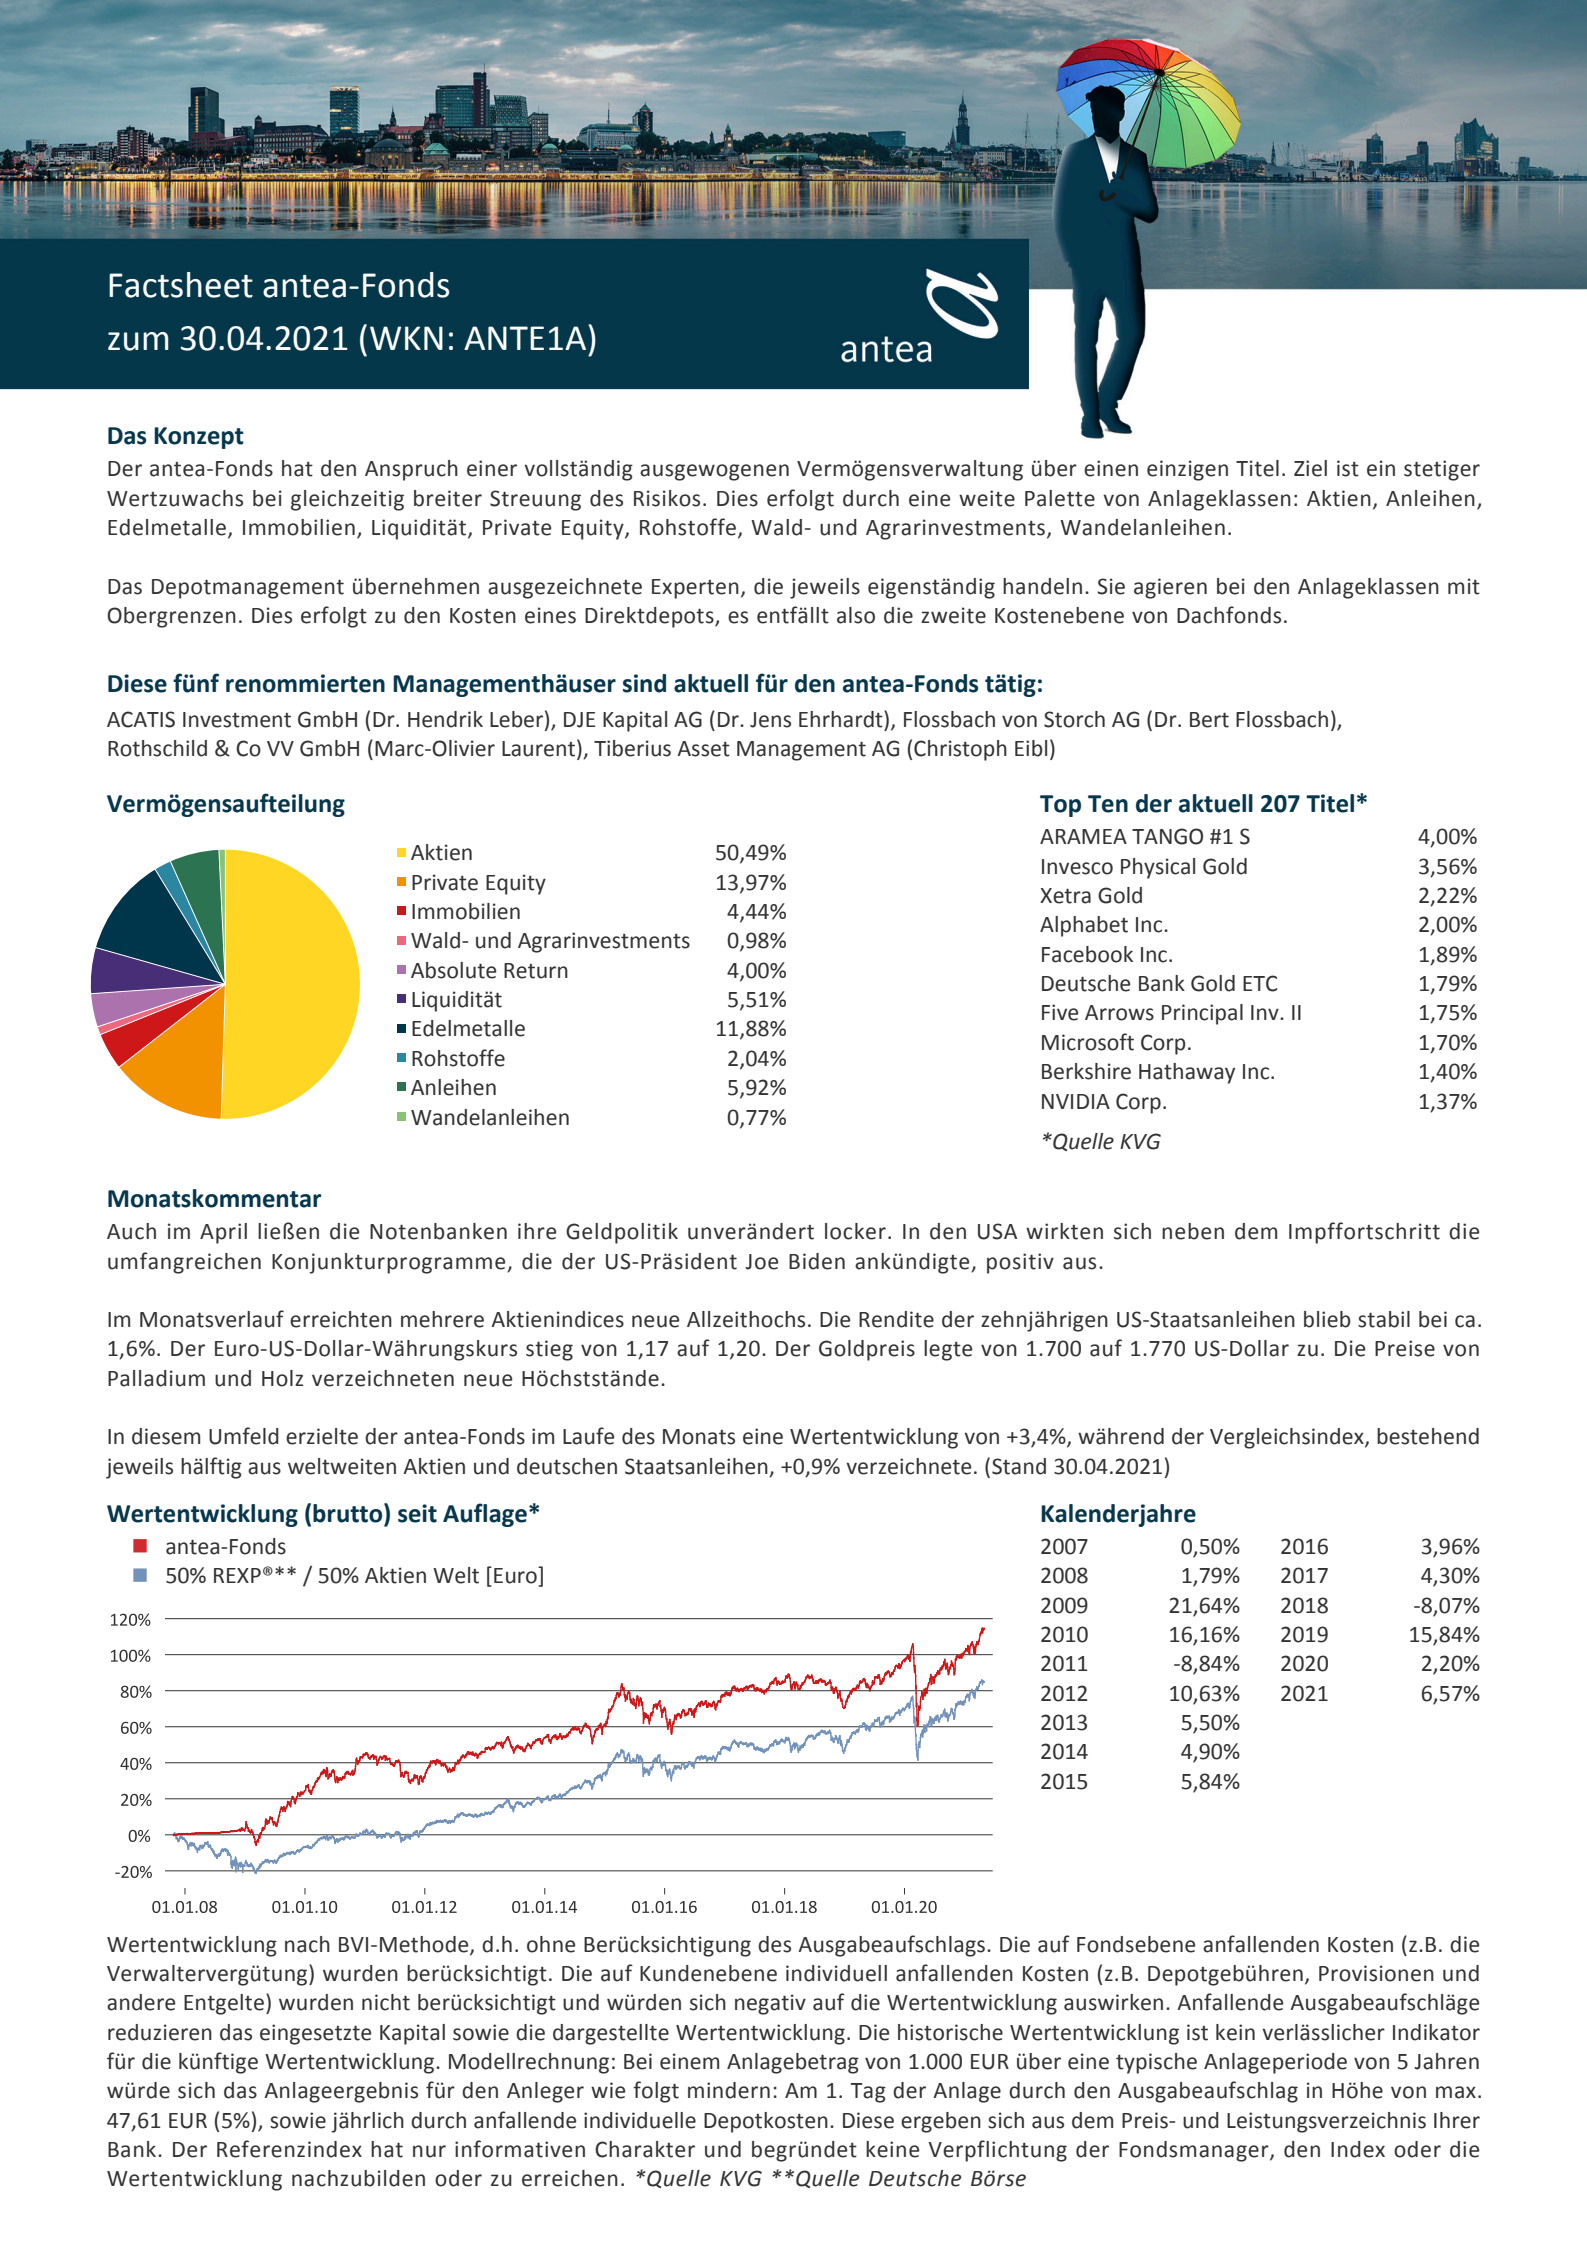 Factsheet antea-Fonds
zum 30.04.2021 (WKN: ANTE1A)
antea
Das Konzept
Der antea-Fonds hat den Anspruch einer vollständig ausgewogenen Vermögensverwaltung über einen einzigen Titel. Ziel ist ein stetiger
Wertzuwachs bei gleichzeitig breiter Streuung des Risikos. Dies erfolgt durch eine weite Palette von Anlageklassen: Aktien, Anleihen,
Edelmetalle, Immobilien, Liquidität, Private Equity, Rohstoffe, Wald- und Agrarinvestments, Wandelanleihen.
Das Depotmanagement übernehmen ausgezeichnete Experten, die jeweils eigenständig handeln. Sie agieren bei den Anlageklassen mit
Obergrenzen. Dies erfolgt zu den Kosten eines Direktdepots, es entfällt also die zweite Kostenebene von Dachfonds.
Diese fünf renommierten Managementhäuser sind aktuell für den antea-Fonds tätig:
ACATIS Investment GmbH (Dr. Hendrik Leber), DJE Kapital AG (Dr. Jens Ehrhardt), Flossbach von Storch AG (Dr. Bert Flossbach),
Rothschild & Co VV GmbH (Marc-Olivier Laurent), Tiberius Asset Management AG (Christoph Eibl)
Vermögensaufteilung
Aktien 50,49%
Private Equity 13,97%
Immobilien 4,44%
Wald- und Agrarinvestments 0,98%
Absolute Return 4,00%
Liquidität 5,51%
Edelmetalle 11,88%
Rohstoffe 2,04%
Anleihen 5,92%
Wandelanleihen 0,77%
Top Ten der aktuell 207 Titel*
ARAMEA TANGO #1 S 4,00%
Invesco Physical Gold 3,56%
Xetra Gold 2,22%
Alphabet Inc. 2,00%
Facebook Inc. 1,89%
Deutsche Bank Gold ETC 1,79%
Five Arrows Principal Inv. II 1,75%
Microsoft Corp. 1,70%
Berkshire Hathaway Inc. 1,40%
NVIDIA Corp. 1,37%
*Quelle KVG
Monatskommentar
Auch im April ließen die Notenbanken ihre Geldpolitik unverändert locker. In den USA wirkten sich neben dem Impffortschritt die
umfangreichen Konjunkturprogramme, die der US-Präsident Joe Biden ankündigte, positiv aus.
Im Monatsverlauf erreichten mehrere Aktienindices neue Allzeithochs. Die Rendite der zehnjährigen US-Staatsanleihen blieb stabil bei ca.
1,6%. Der Euro-US-Dollar-Währungskurs stieg von 1,17 auf 1,20. Der Goldpreis legte von 1.700 auf 1.770 US-Dollar zu. Die Preise von
Palladium und Holz verzeichneten neue Höchststände.
In diesem Umfeld erzielte der antea-Fonds im Laufe des Monats eine Wertentwicklung von +3,4%, während der Vergleichsindex, bestehend
jeweils hälftig aus weltweiten Aktien und deutschen Staatsanleihen, +0,9% verzeichnete. (Stand 30.04.2021)
Wertentwicklung (brutto) seit Auflage*
antea-Fonds
50% REXP®** / 50% Aktien Welt [Euro]
120%
100%
80%
60%
40%
20%
0%
-20%
01.01.08 01.01.10 01.01.12 01.01.14 01.01.16 01.01.18 01.01.20
Kalenderjahre
2007 0,50% 2016 3,96%
2008 1,79% 2017 4,30%
2009 21,64% 2018 -8,07%
2010 16,16% 2019 15,84%
2011 -8,84% 2020 2,20%
2012 10,63% 2021 6,57%
2013 5,50%
2014 4,90%
2015 5,84%
Wertentwicklung nach BVI-Methode, d.h. ohne Berücksichtigung des Ausgabeaufschlags. Die auf Fondsebene anfallenden Kosten (z.B. die
Verwaltervergütung) wurden berücksichtigt. Die auf Kundenebene individuell anfallenden Kosten (z.B. Depotgebühren, Provisionen und
andere Entgelte) wurden nicht berücksichtigt und würden sich negativ auf die Wertentwicklung auswirken. Anfallende Ausgabeaufschläge
reduzieren das eingesetzte Kapital sowie die dargestellte Wertentwicklung. Die historische Wertentwicklung ist kein verlässlicher Indikator
für die künftige Wertentwicklung. Modellrechnung: Bei einem Anlagebetrag von 1.000 EUR über eine typische Anlageperiode von 5 Jahren
würde sich das Anlageergebnis für den Anleger wie folgt mindern: Am 1. Tag der Anlage durch den Ausgabeaufschlag in Höhe von max.
47,61 EUR (5%), sowie jährlich durch anfallende individuelle Depotkosten. Diese ergeben sich aus dem Preis- und Leistungsverzeichnis Ihrer
Bank. Der Referenzindex hat nur informativen Charakter und begründet keine Verpflichtung der Fondsmanager, den Index oder die
Wertentwicklung nachzubilden oder zu erreichen. *Quelle KVG **Quelle Deutsche Börse